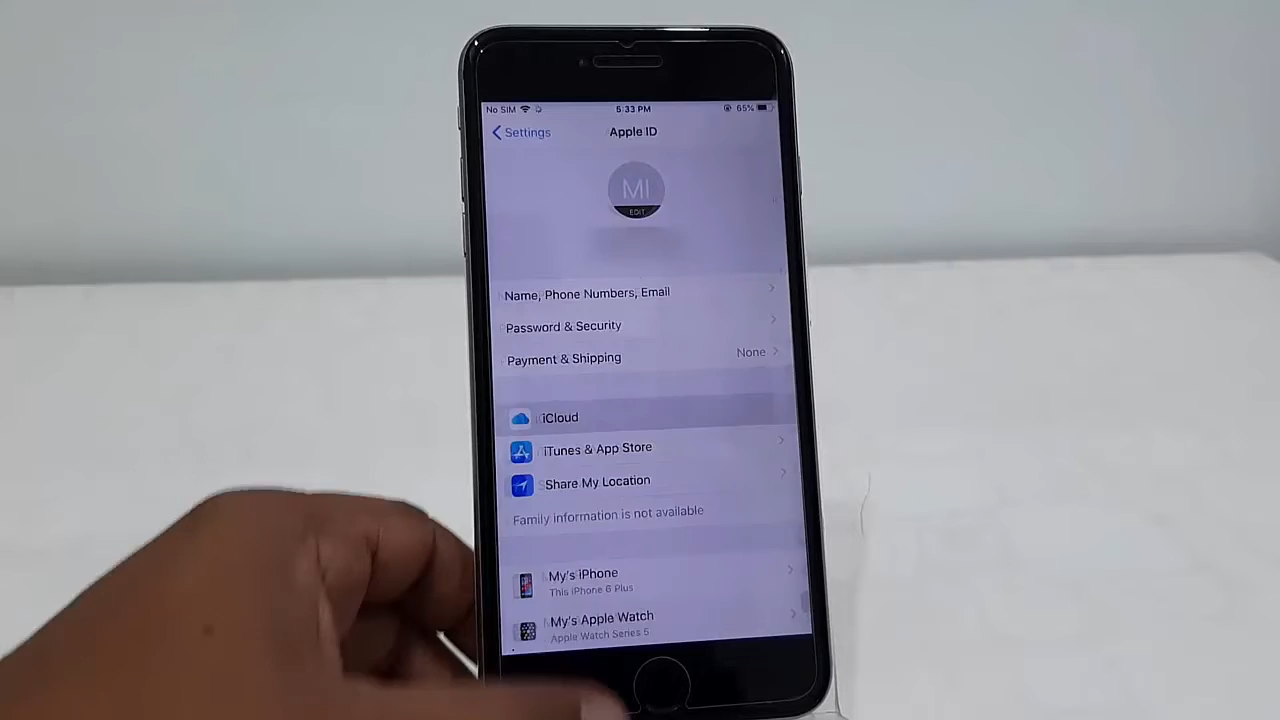 No SIM 5:33 PM 65%
Settings Apple ID
MI
EDIT
Name, Phone Numbers, Email
Password & Security
Payment & Shipping None
iCloud
iTunes & App Store
Share My Location
Family information is not available
My's iPhone
This iPhone 6 Plus
My's Apple Watch
Apple Watch Series 5